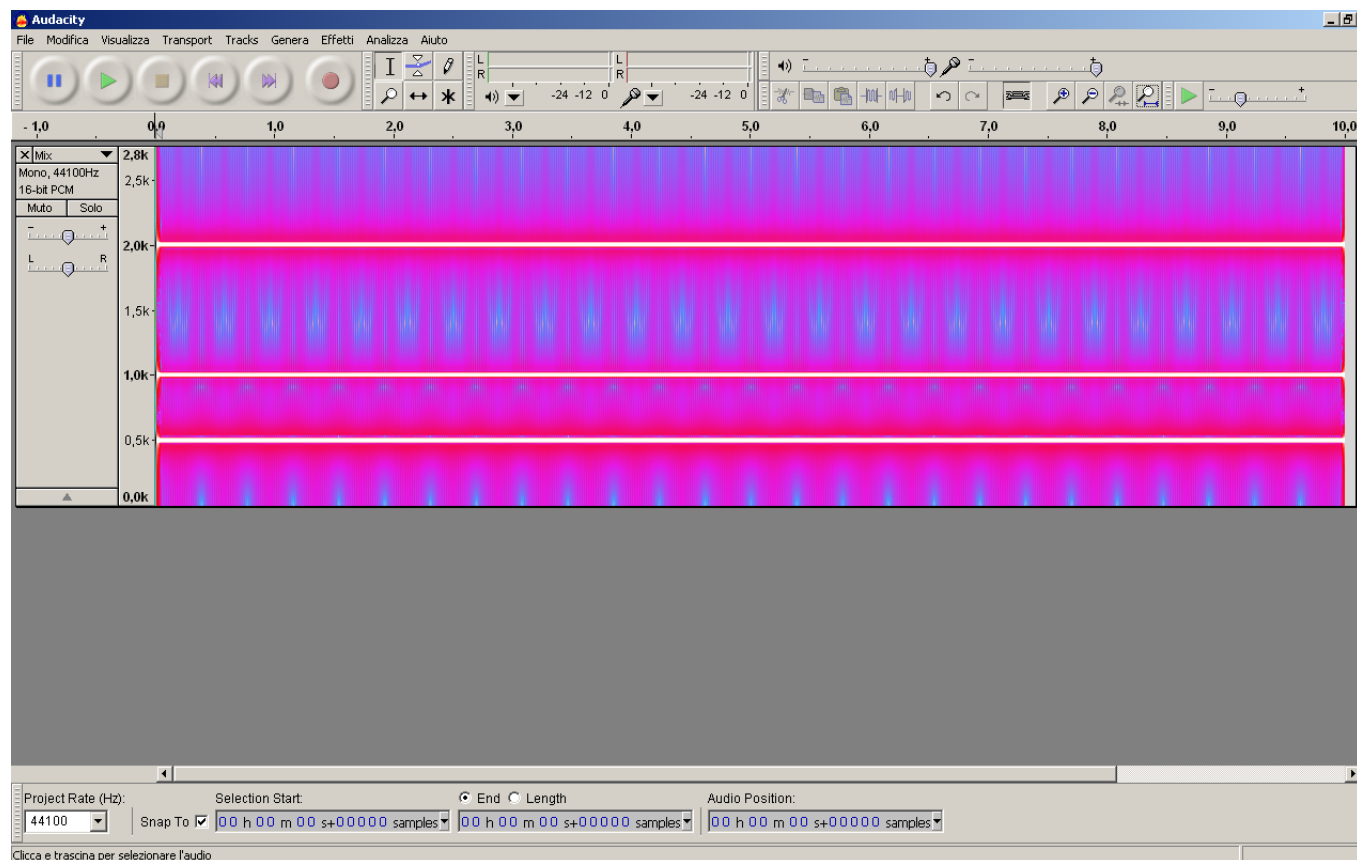 Audacity
File Modifica Visualizza Transport Tracks Genera Effetti Analizza Aiuto
L
R
-24 -12 0
L
R
-24 -12 0
- 1,0 0,0 1,0 2,0 3,0 4,0 5,0 6,0 7,0 8,0 9,0 10,0
Mix
Mono, 44100Hz
16-bit PCM
Muto Solo
- +
L R
2,8k
2,5k
2,0k
1,5k
1,0k
0,5k
0,0k
Project Rate (Hz): Selection Start: End Length Audio Position:
44100 Snap To 00 h 00 m 00 s+00000 samples 00 h 00 m 00 s+00000 samples 00 h 00 m 00 s+00000 samples
Clicca e trascina per selezionare l'audio